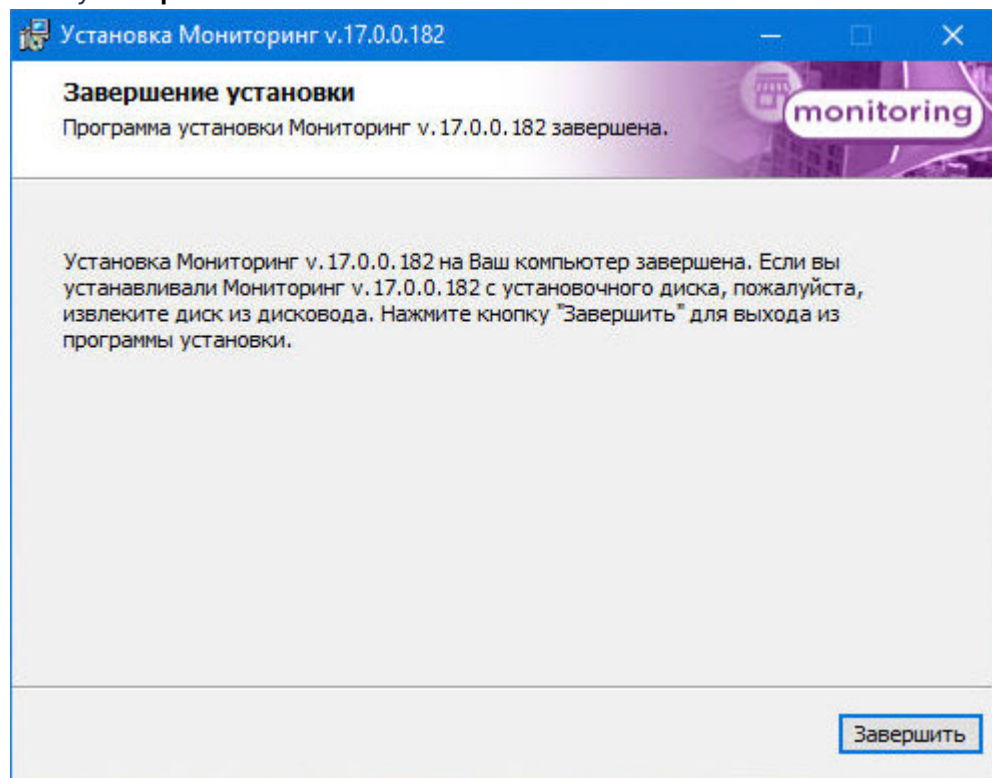 Установка Мониторинг v.17.0.0.182
Завершение установки
Программа установки Мониторинг v.17.0.0.182 завершена.
monitoring
Установка Мониторинг v.17.0.0.182 на Ваш компьютер завершена. Если вы
устанавливали Мониторинг v.17.0.0.182 с установочного диска, пожалуйста,
извлеките диск из дисковода. Нажмите кнопку "Завершить" для выхода из
программы установки.
Завершить